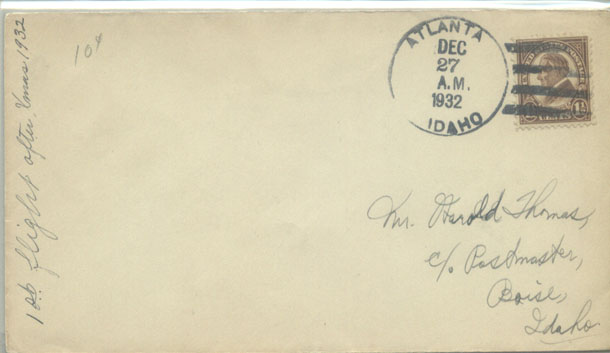 1st flight after Xmas 1932
10¢
ATLANTA
DEC
27
A.M.
1932
IDAHO
Mr. Harold Thomas,
c/o Postmaster,
Boise,
Idaho.